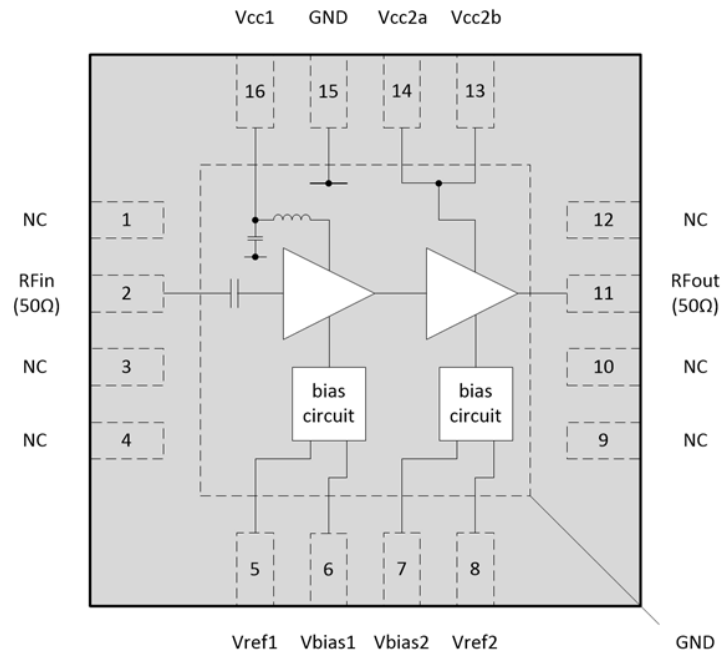 Vcc1 GND Vcc2a Vcc2b
16 15 14 13
NC 1 12 NC
RFin
(50Ω) 2 11 RFout
(50Ω)
NC 3 10 NC
bias
circuit
bias
circuit
NC 4 9 NC
5 6 7 8
Vref1 Vbias1 Vbias2 Vref2 GND